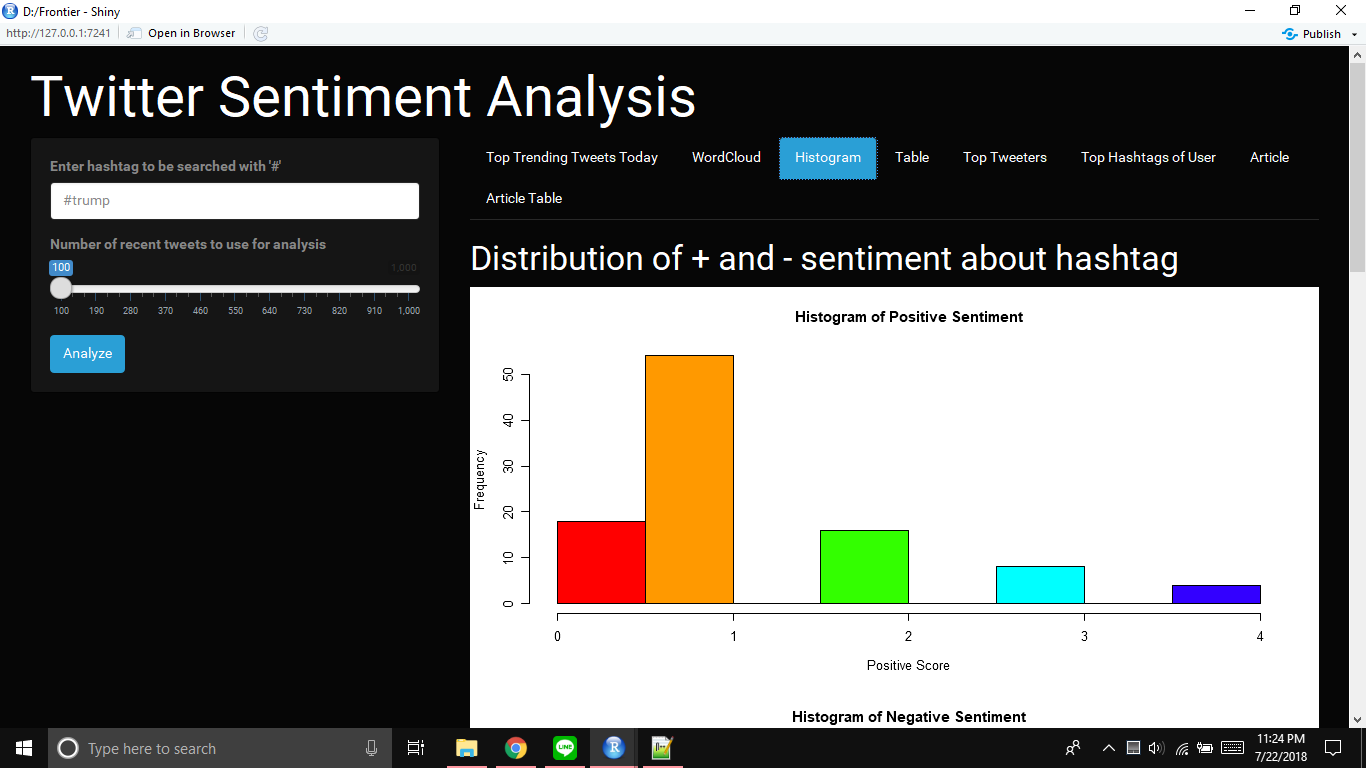 D:/Frontier - Shiny
http://127.0.0.1:7241 Open in Browser Publish
Twitter Sentiment Analysis
Enter hashtag to be searched with '#'
#trump
Number of recent tweets to use for analysis
100 1,000
100 190 280 370 460 550 640 730 820 910 1,000
Analyze
Top Trending Tweets Today WordCloud Histogram Table Top Tweeters Top Hashtags of User Article
Article Table
Distribution of + and - sentiment about hashtag
Histogram of Positive Sentiment
50
40
30
20
10
0
Frequency
0 1 2 3 4
Positive Score
Histogram of Negative Sentiment
Type here to search
LINE
R
11:24 PM
7/22/2018